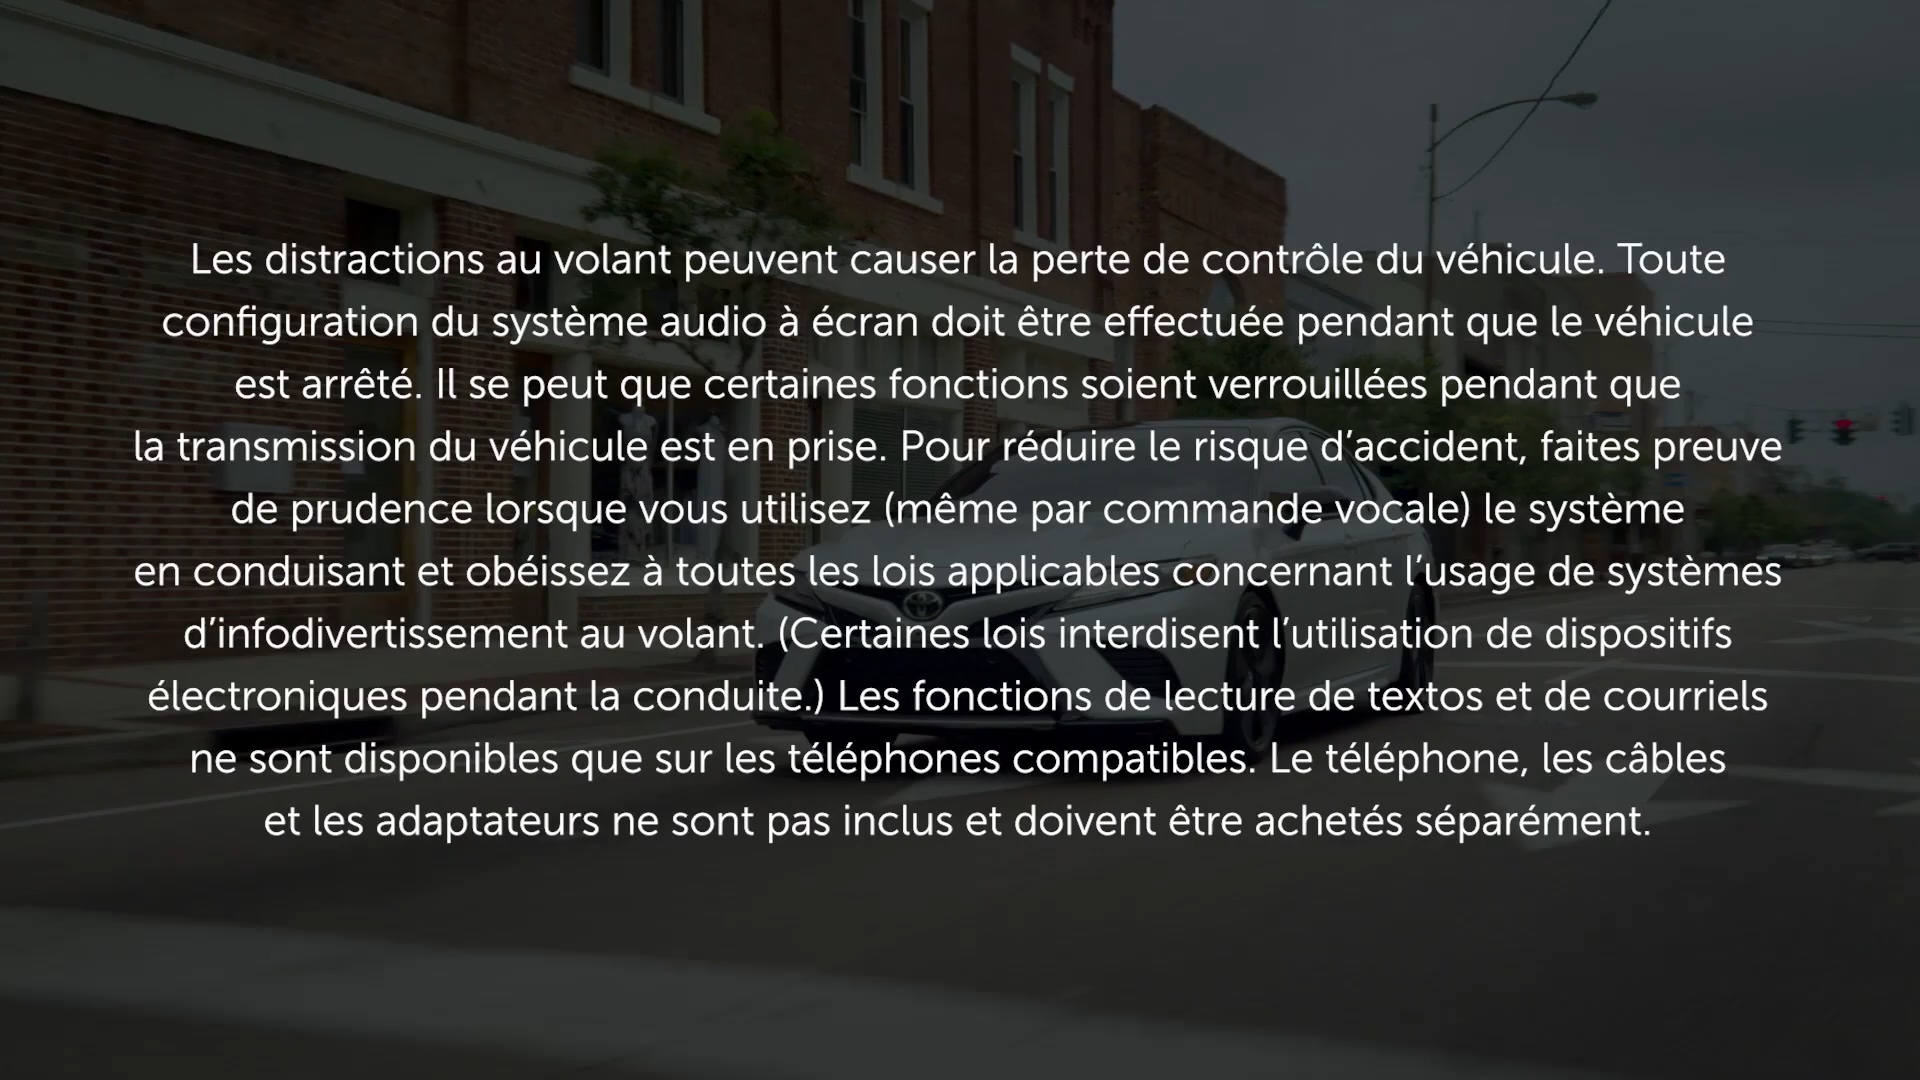 Les distractions au volant peuvent causer la perte de contrôle du véhicule. Toute
configuration du système audio à écran doit être effectuée pendant que le véhicule
est arrêté. Il se peut que certaines fonctions soient verrouillées pendant que
la transmission du véhicule est en prise. Pour réduire le risque d’accident, faites preuve
de prudence lorsque vous utilisez (même par commande vocale) le système
en conduisant et obéissez à toutes les lois applicables concernant l’usage de systèmes
d’infodivertissement au volant. (Certaines lois interdisent l’utilisation de dispositifs
électroniques pendant la conduite.) Les fonctions de lecture de textos et de courriels
ne sont disponibles que sur les téléphones compatibles. Le téléphone, les câbles
et les adaptateurs ne sont pas inclus et doivent être achetés séparément.